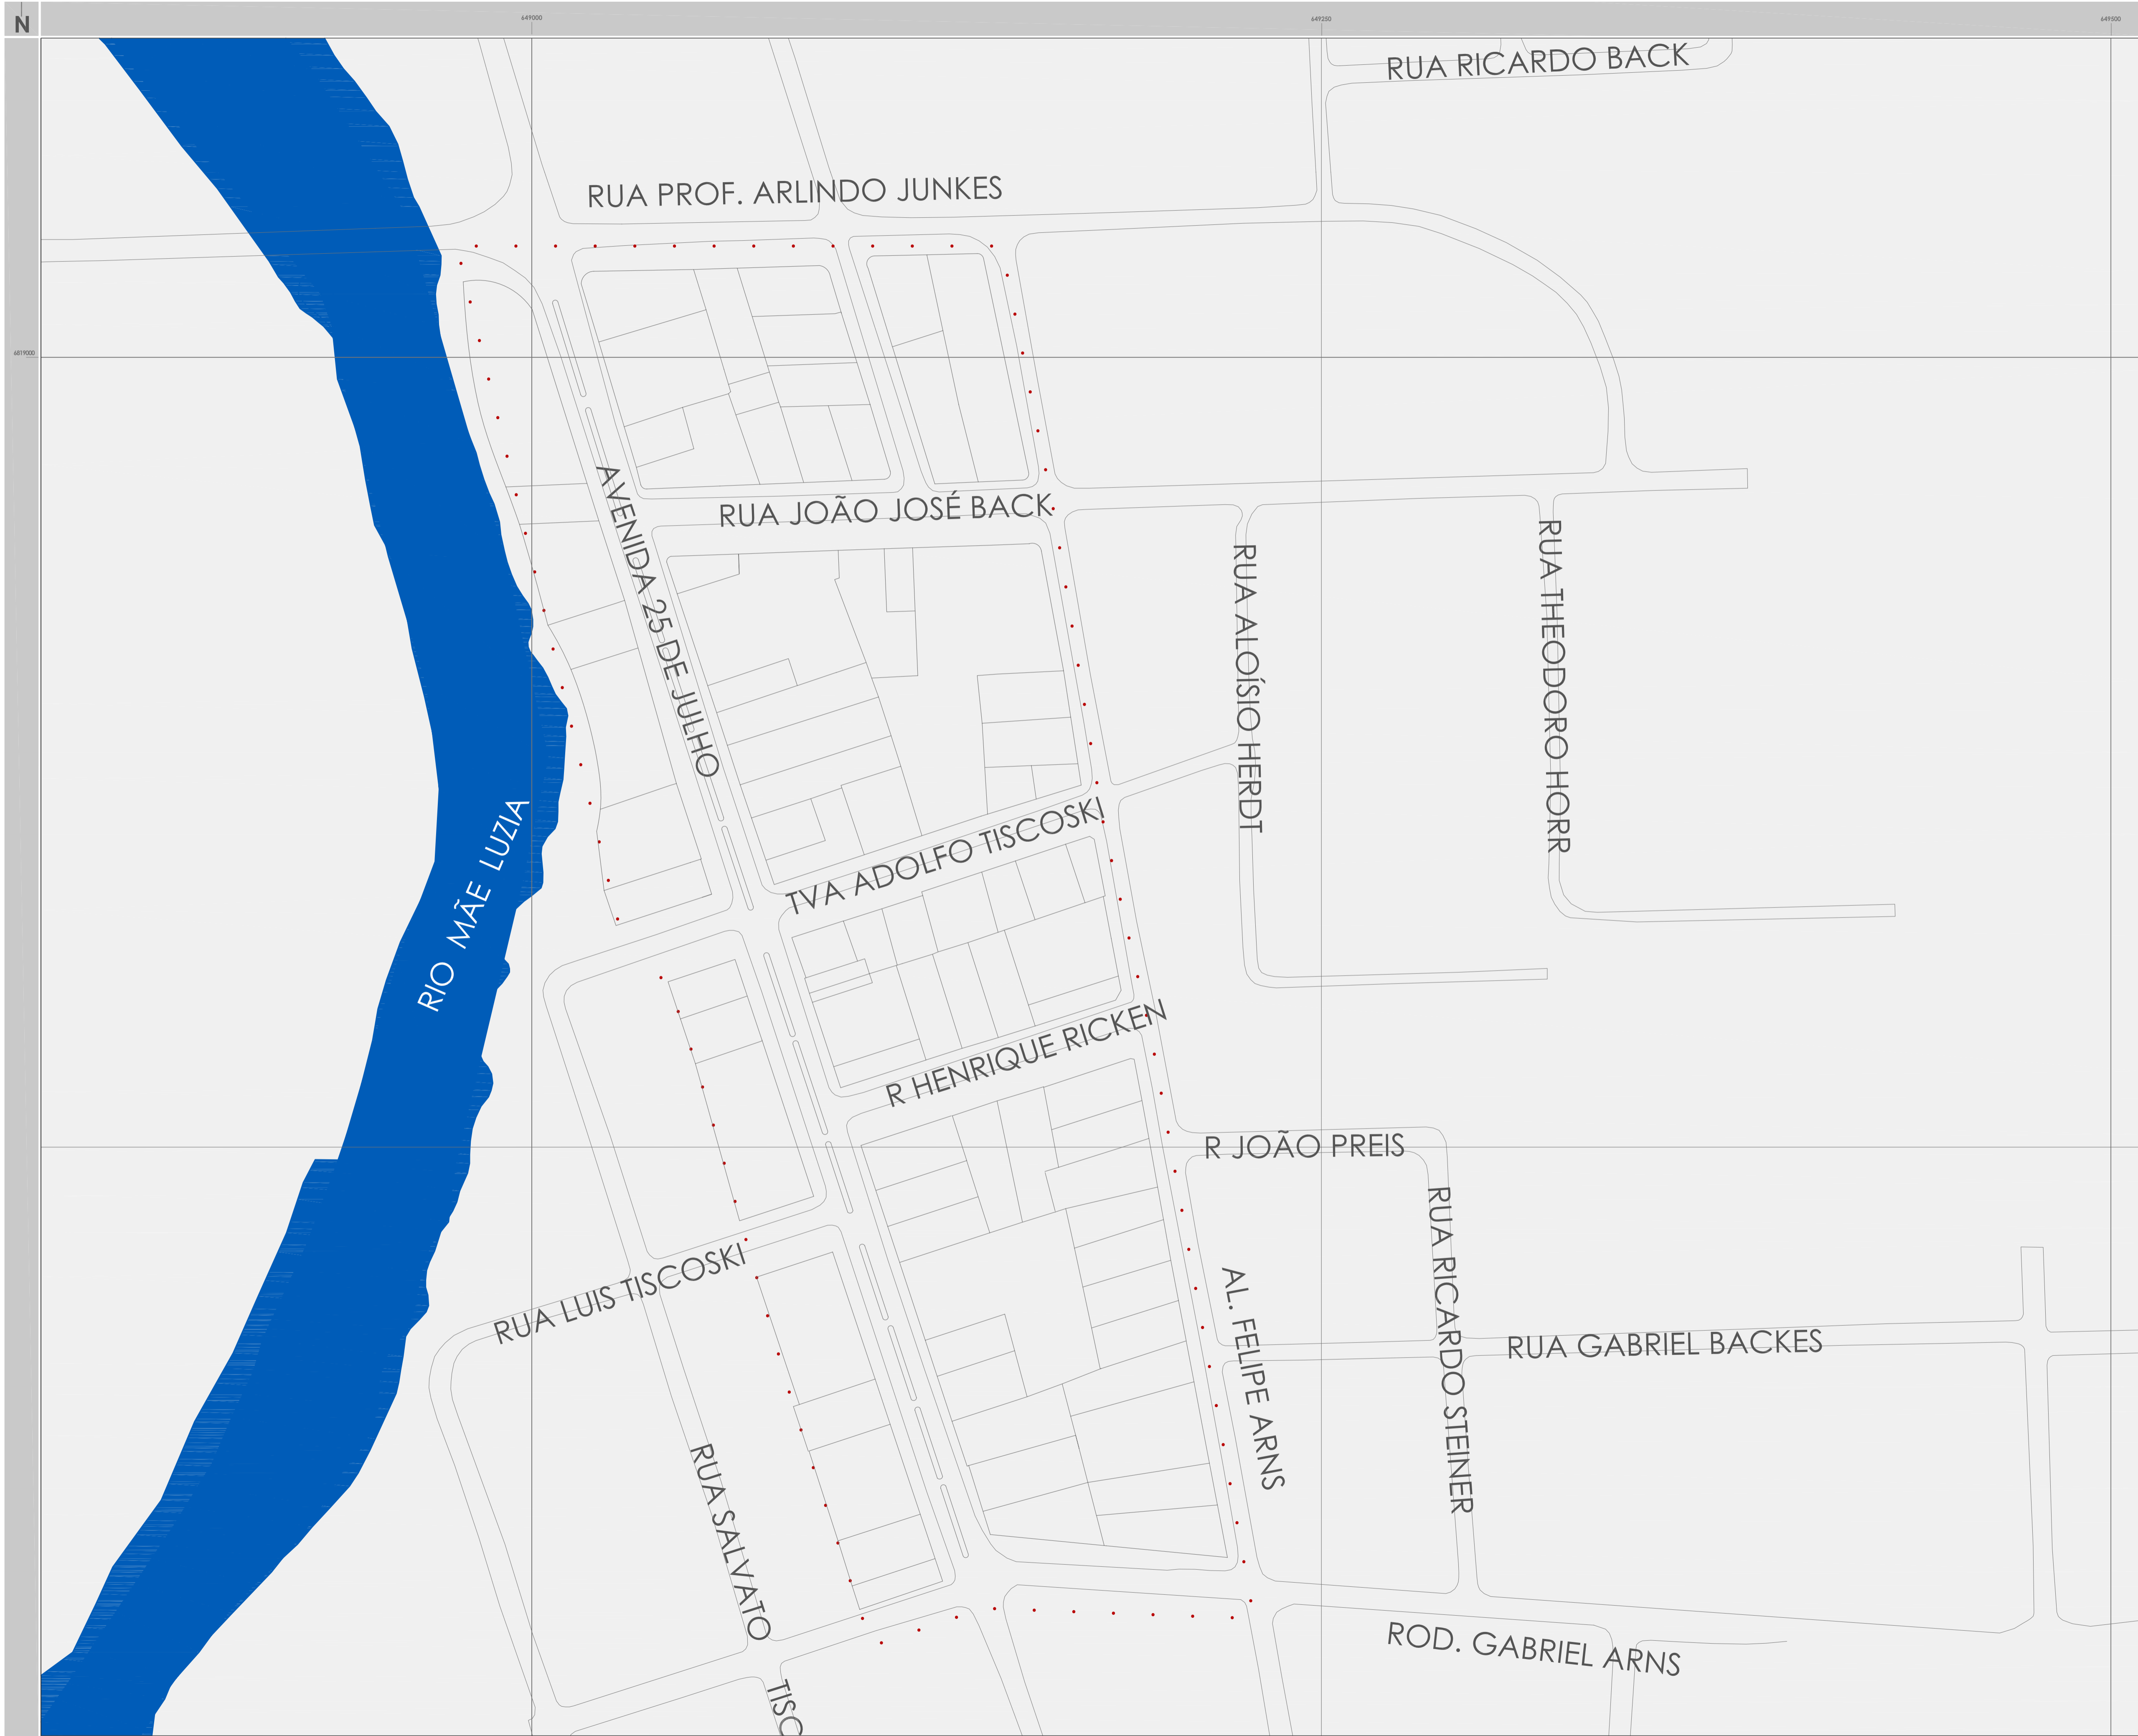 N
649000
649250
649500
RUA RICARDO BACK
RUA PROF. ARLINDO JUNKES
6819000
AVENIDA 25 DE JULHO
RUA JOÃO JOSÉ BACK
RUA ALOÍSIO HERDT
RUA THEODORO HORR
RIO MÃE LUZIA
TVA ADOLFO TISCOSKI
R HENRIQUE RICKEN
R JOÃO PREIS
RUA RICARDO STEINER
RUA LUIS TISCOSKI
AL. FELIPE ARNS
RUA GABRIEL BACKES
RUA SALVATO
ROD. GABRIEL ARNS
TISC